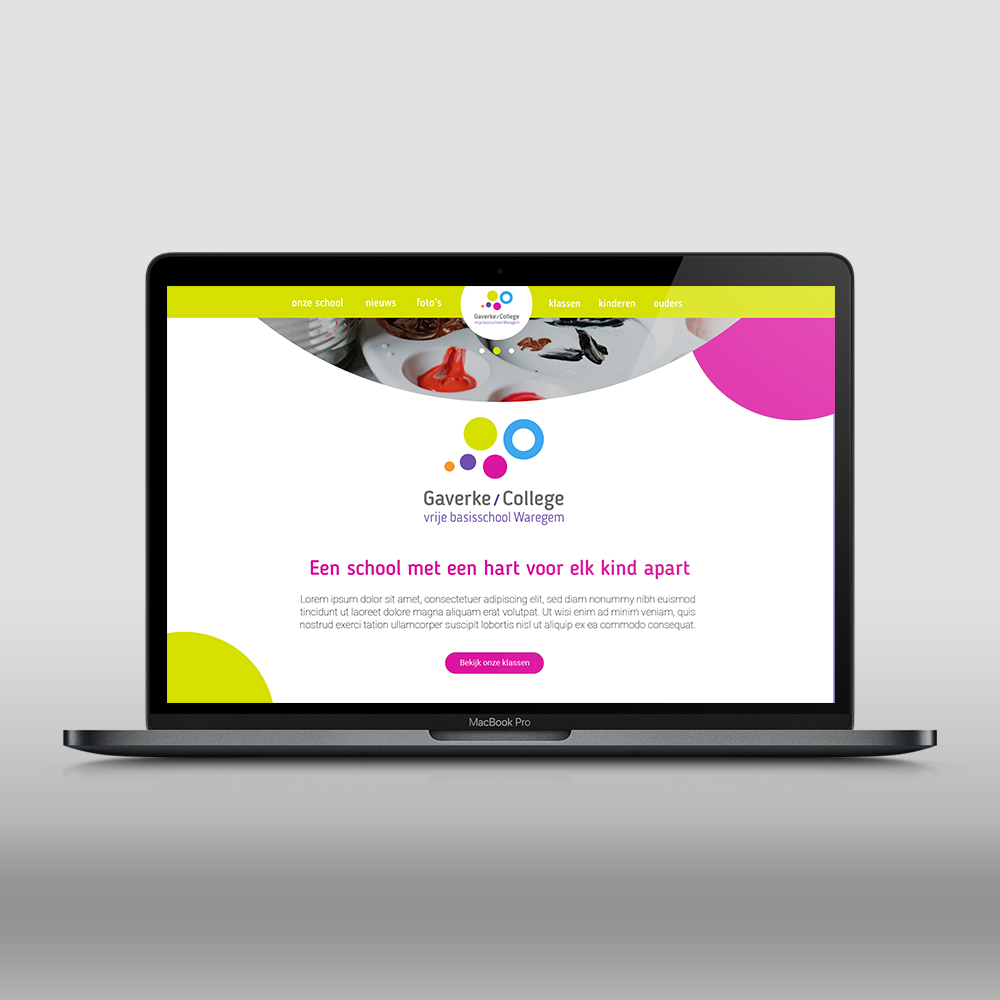 onze school nieuws foto's klassen kinderen ouders
Gaverke/College
vrije basisschool Waregem
Gaverke/College
vrije basisschool Waregem
Een school met een hart voor elk kind apart
Lorem ipsum dolor sit amet, consectetuer adipiscing elit, sed diam nonummy nibh euismod
tincidunt ut laoreet dolore magna aliquam erat volutpat. Ut wisi enim ad minim veniam, quis
nostrud exerci tation ullamcorper suscipit lobortis nisl ut aliquip ex ea commodo consequat.
Bekijk onze klassen
MacBook Pro